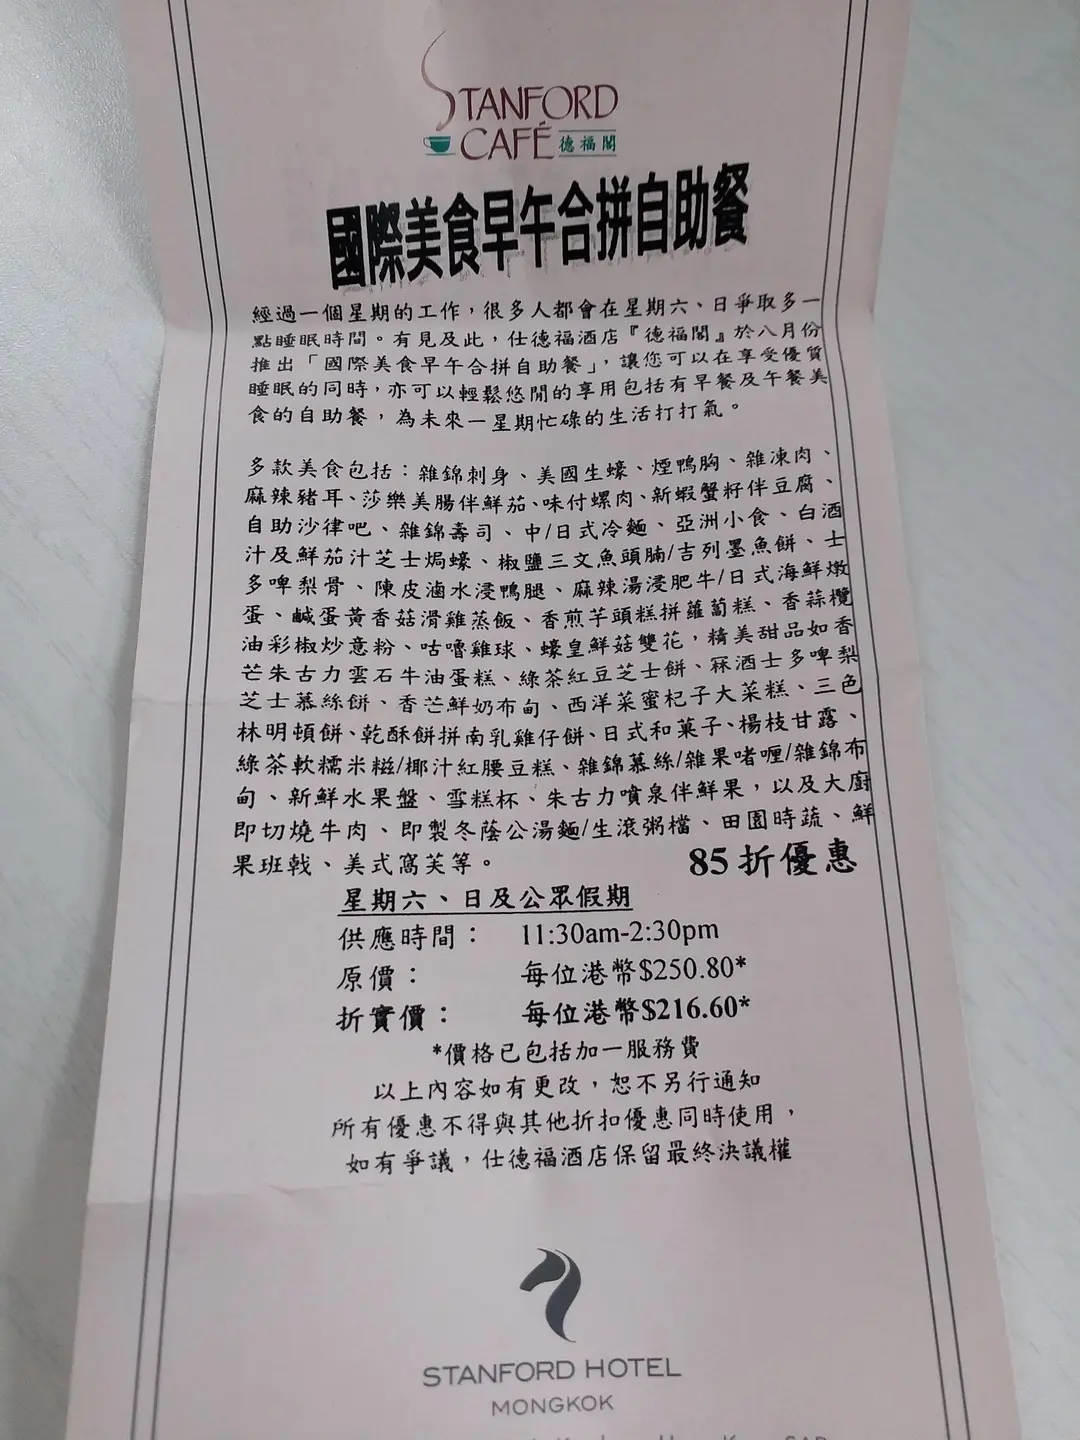 STANFORD
CAFÉ 德福閣
國際美食早午合拼自助餐
經過一個星期的工作，很多人都會在星期六、日爭取多一
點睡眠時間。有見及此，仕德福酒店『德福閣』於八月份
推出「國際美食早午合拼自助餐」，讓您可以在享受優質
睡眠的同時，亦可以輕鬆悠閒的享用包括有早餐及午餐美
食的自助餐，為未來一星期忙碌的生活打打氣。
多款美食包括：雜錦刺身、美國生蠔、煙鴨胸、雜凍肉、
麻辣豬耳、莎樂美腸伴鮮茄、味付螺肉、新蝦蟹籽伴豆腐、
自助沙律吧、雜錦壽司、中/日式冷麵、亞洲小食、白酒
汁及鮮茄汁芝士焗蠔、椒鹽三文魚頭腩/吉列墨魚餅、士
多啤梨骨、陳皮滷水浸鴨腿、麻辣湯浸肥牛/日式海鮮燉
蛋、鹹蛋黃香菇滑雞蒸飯、香煎芋頭糕拼蘿蔔糕、香蒜欖
油彩椒炒意粉、咕嚕雞球、蠔皇鮮菇雙花，精美甜品如香
芒朱古力雲石牛油蛋糕、綠茶紅豆芝士餅、冧酒士多啤梨
芝士慕絲餅、香芒鮮奶布甸、西洋菜蜜杞子大菜糕、三色
林明頓餅、乾酥餅拼南乳雞仔餅、日式和菓子、楊枝甘露、
綠茶軟糯米糍/椰汁紅腰豆糕、雜錦慕絲/雜果啫喱/雜錦布
甸、新鮮水果盤、雪糕杯、朱古力噴泉伴鮮果，以及大廚
即切燒牛肉、即製冬蔭公湯麵/生滾粥檔、田園時蔬、鮮
果班戟、美式窩芙等。 85折優惠
星期六、日及公眾假期
供應時間： 11:30am-2:30pm
原價： 每位港幣$250.80*
折實價： 每位港幣$216.60*
*價格已包括加一服務費
以上內容如有更改，恕不另行通知
所有優惠不得與其他折扣優惠同時使用，
如有爭議，仕德福酒店保留最終決議權
STANFORD HOTEL
MONGKOK